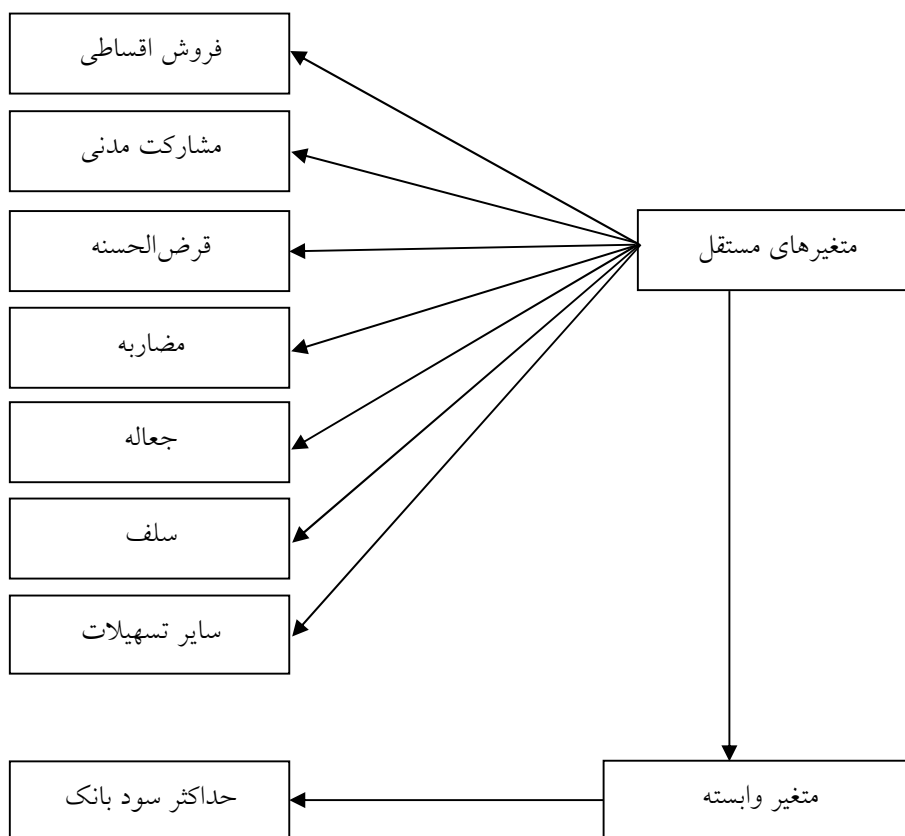 فروش اقساطی
مشارکت مدنی
متغیرهای مستقل
قرض‌الحسنه
مضاربه
جعاله
سلف
سایر تسهیلات
متغیر وابسته
حداکثر سود بانک